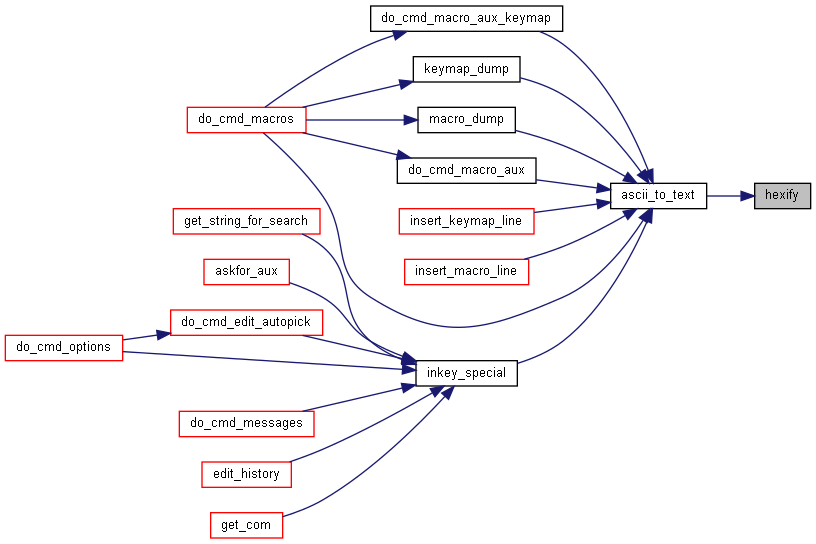 do_cmd_macro_aux_keymap
keymap_dump
do_cmd_macros
macro_dump
do_cmd_macro_aux
ascii_to_text
hexify
get_string_for_search
insert_keymap_line
askfor_aux
insert_macro_line
do_cmd_edit_autopick
do_cmd_options
inkey_special
do_cmd_messages
edit_history
get_com